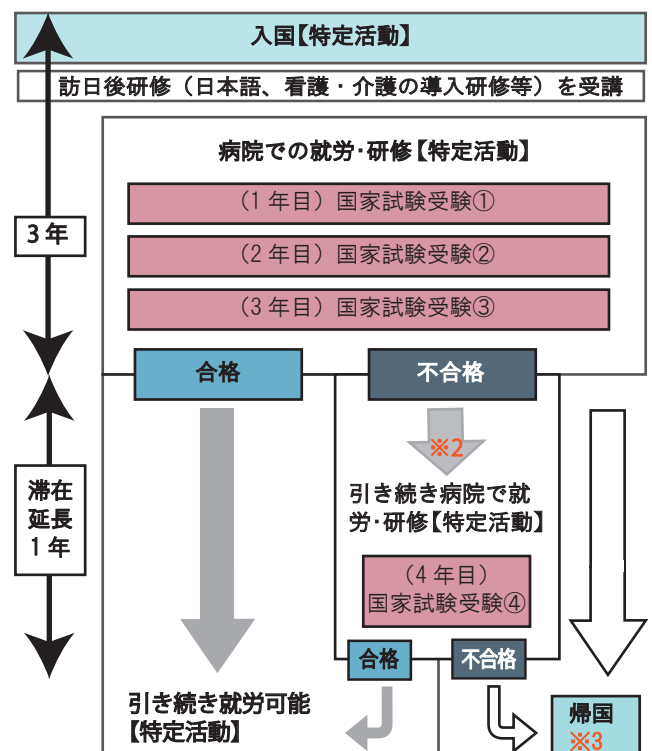 入国【特定活動】
訪日後研修（日本語、看護・介護の導入研修等）を受講
病院での就労・研修【特定活動】
（1年目）国家試験受験①
（2年目）国家試験受験②
（3年目）国家試験受験③
3年
合格
不合格
※2
引き続き病院で就
労・研修【特定活動】
滞在
延長
1年
（4年目）
国家試験受験④
合格
不合格
引き続き就労可能
【特定活動】
帰国
※3